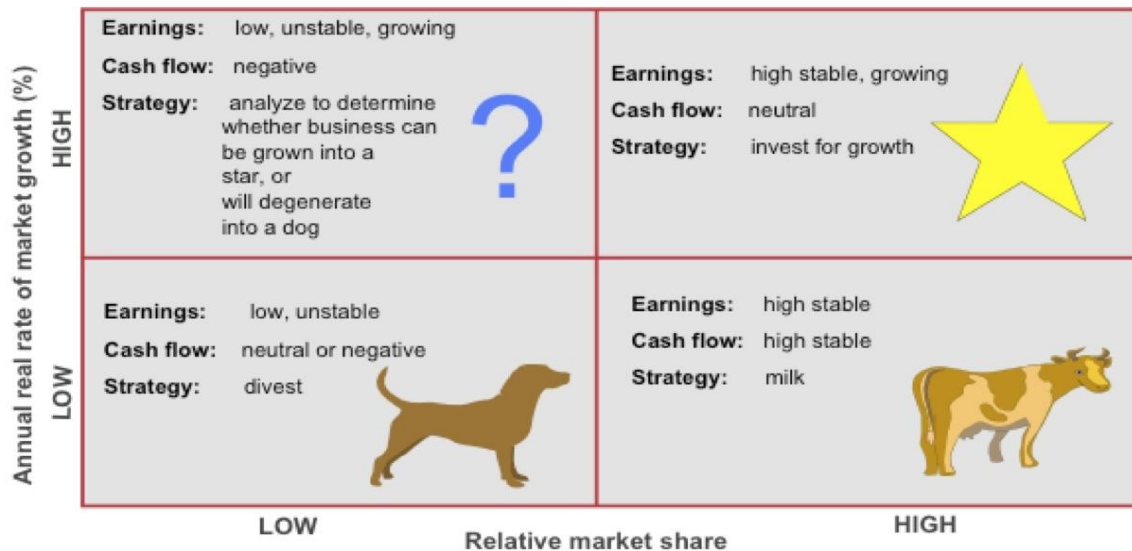 Annual real rate of market growth (%)
HIGH
LOW
Earnings: low, unstable, growing
Cash flow: negative
Strategy: analyze to determine
whether business can
be grown into a
star, or
will degenerate
into a dog
?
Earnings: high stable, growing
Cash flow: neutral
Strategy: invest for growth
Earnings: low, unstable
Cash flow: neutral or negative
Strategy: divest
Earnings: high stable
Cash flow: high stable
Strategy: milk
LOW
HIGH
Relative market share